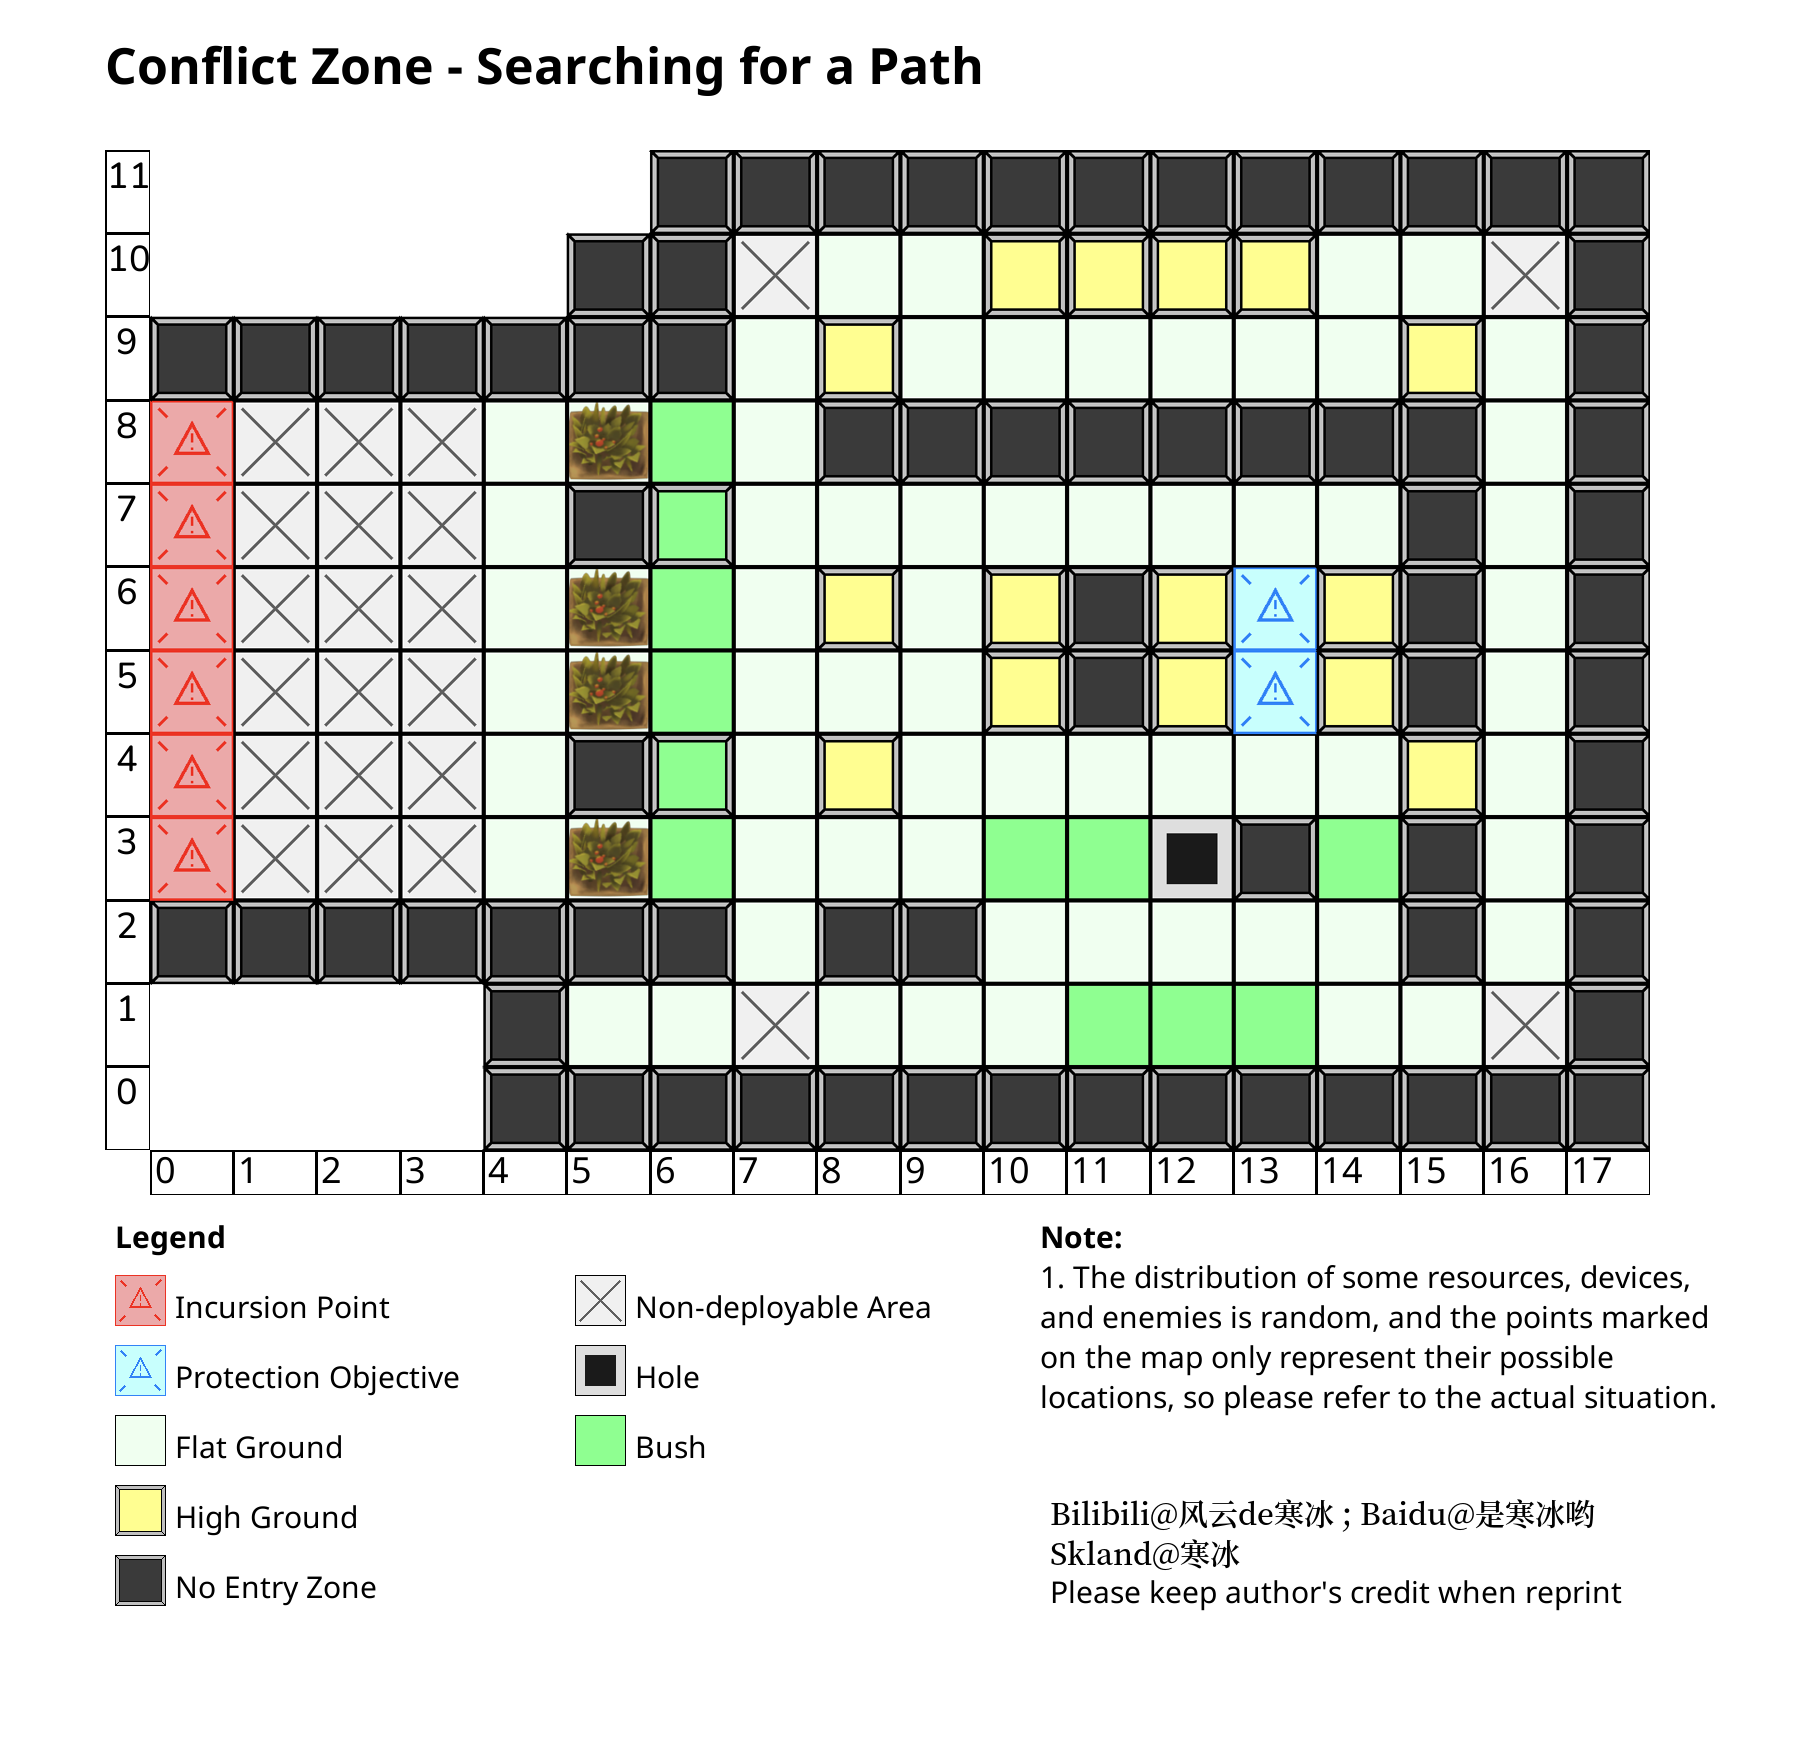 Conflict Zone - Searching for a Path
11
10
9
8
7
6
5
4
3
2
1
0
0 1 2 3 4 5 6 7 8 9 10 11 12 13 14 15 16 17
Legend
Incursion Point
Protection Objective
Flat Ground
High Ground
No Entry Zone
Non-deployable Area
Hole
Bush
Note:
1. The distribution of some resources, devices,
and enemies is random, and the points marked
on the map only represent their possible
locations, so please refer to the actual situation.
Bilibili@风云de寒冰 ; Baidu@是寒冰哟
Skland@寒冰
Please keep author's credit when reprint